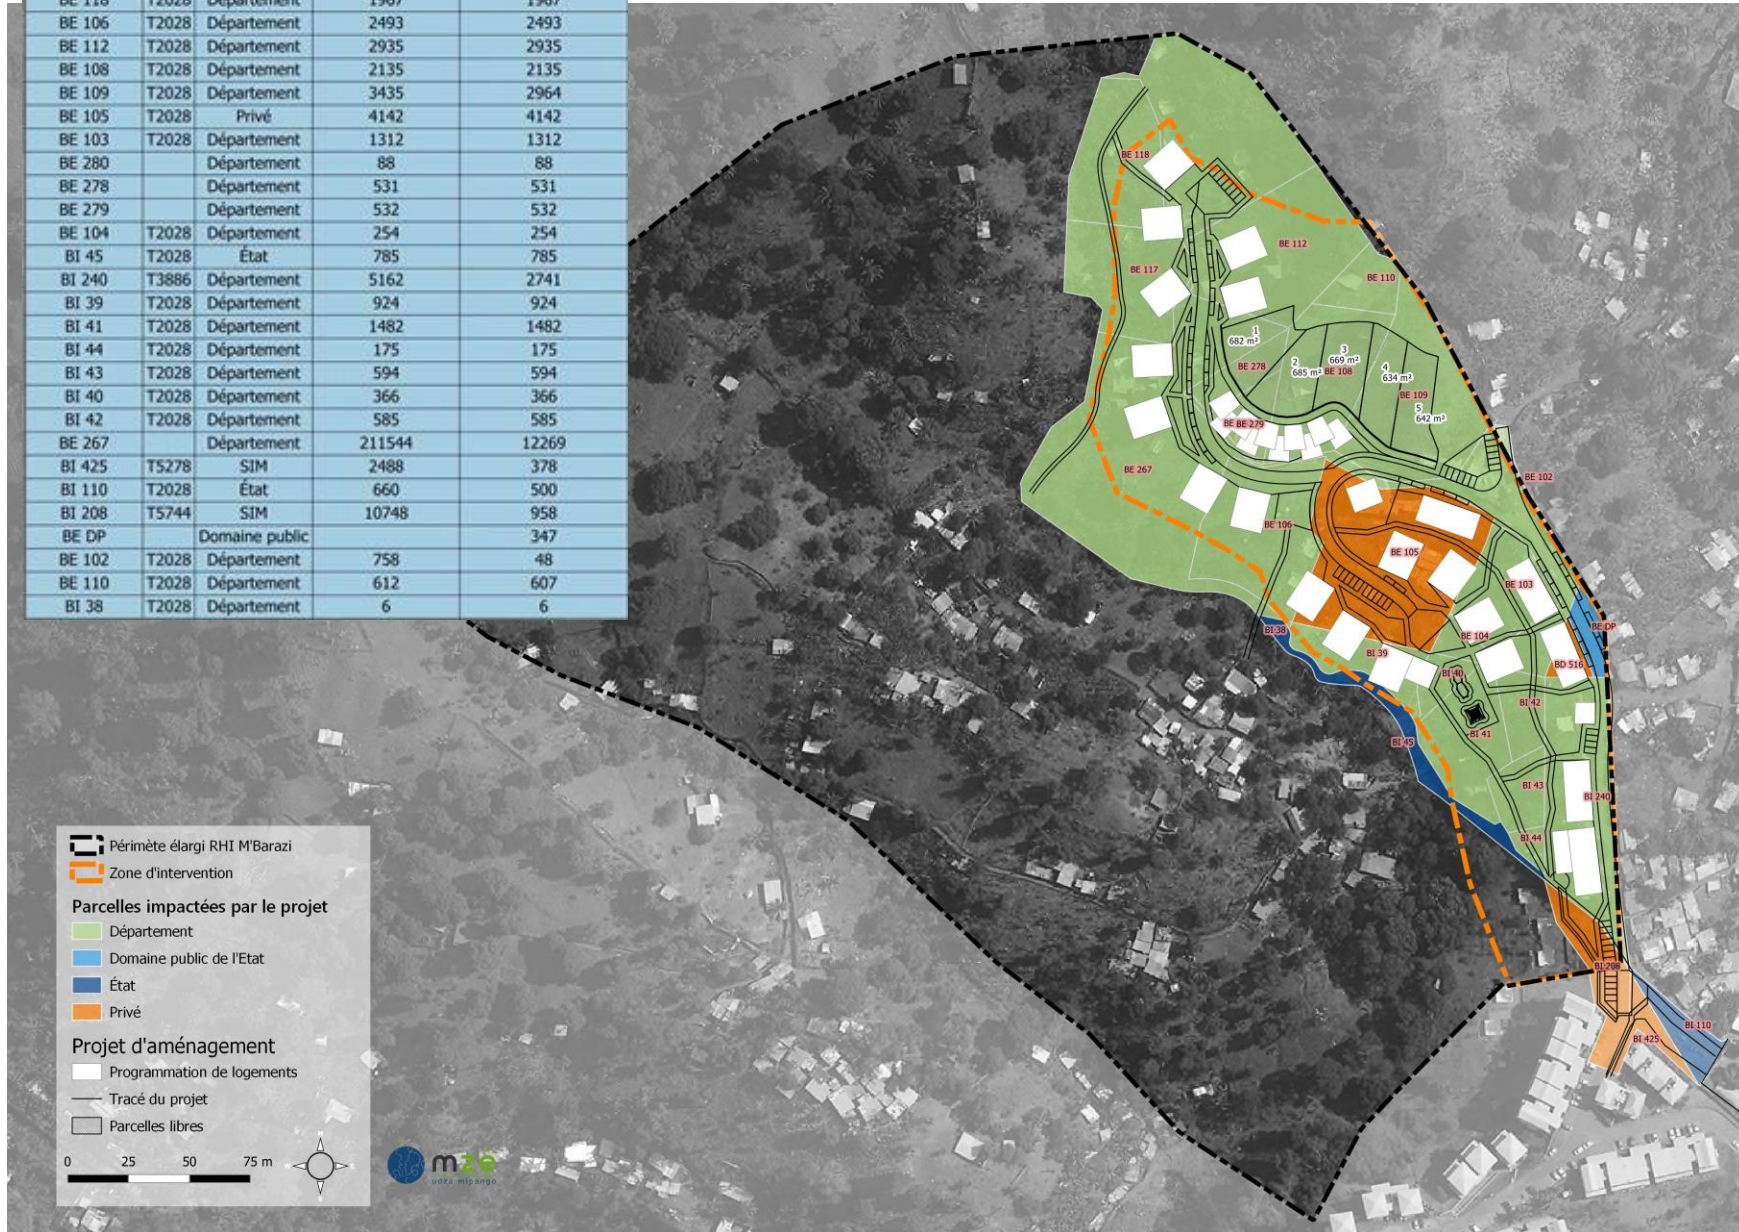 BE 118 T2028 Département 1967 1967
BE 106 T2028 Département 2493 2493
BE 112 T2028 Département 2935 2935
BE 108 T2028 Département 2135 2135
BE 109 T2028 Département 3435 2964
BE 105 T2028 Privé 4142 4142
BE 103 T2028 Département 1312 1312
BE 280 Département 88 88
BE 278 Département 531 531
BE 279 Département 532 532
BE 104 T2028 Département 254 254
BI 45 T2028 État 785 785
BI 240 T3886 Département 5162 2741
BI 39 T2028 Département 924 924
BI 41 T2028 Département 1482 1482
BI 44 T2028 Département 175 175
BI 43 T2028 Département 594 594
BI 40 T2028 Département 366 366
BI 42 T2028 Département 585 585
BE 267 Département 211544 12269
BI 425 T5278 SIM 2488 378
BI 110 T2028 État 660 500
BI 208 T5744 SIM 10748 958
BE DP Domaine public 347
BE 102 T2028 Département 758 48
BE 110 T2028 Département 612 607
BI 38 T2028 Département 6 6
BE 118
BE 112
BE 117
BE 110
1
682 m²
2
685 m²
3
669 m²
4
634 m²
5
642 m²
BE 278
BE 108
BE 109
BE BE 279
BE 267
BE 102
BE 106
BE 105
BE 103
BE 104
BE DP
BI 38
BI 39
BD 516
BI 40
BI 42
BI 41
BI 45
BI 43
BI 240
BI 44
BI 208
BI 110
BI 425
Périmète élargi RHI M'Barazi
Zone d'intervention
Parcelles impactées par le projet
Département
Domaine public de l'Etat
État
Privé
Projet d'aménagement
Programmation de logements
Tracé du projet
Parcelles libres
0 25 50 75 m
mzé
udra mipango